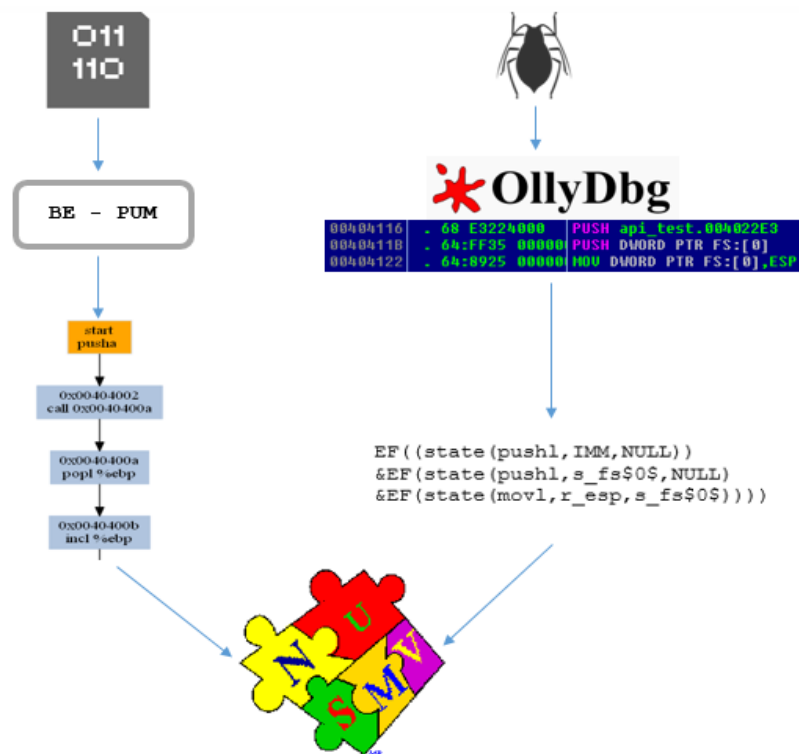 011
110
BE - PUM
start
pusha
0x00404002
call 0x0040400a
0x0040400a
popl %ebp
0x0040400b
incl %ebp
OllyDbg
00404116 . 68 E3224000 PUSH api_test.004022E3
0040411B . 64:FF35 000000 PUSH DWORD PTR FS:[0]
00404122 . 64:8925 000000 MOV DWORD PTR FS:[0],ESP
EF((state(pushl,IMM,NULL))
&EF(state(pushl,s_fs$0$,NULL)
&EF(state(movl,r_esp,s_fs$0$))))
N U S M V